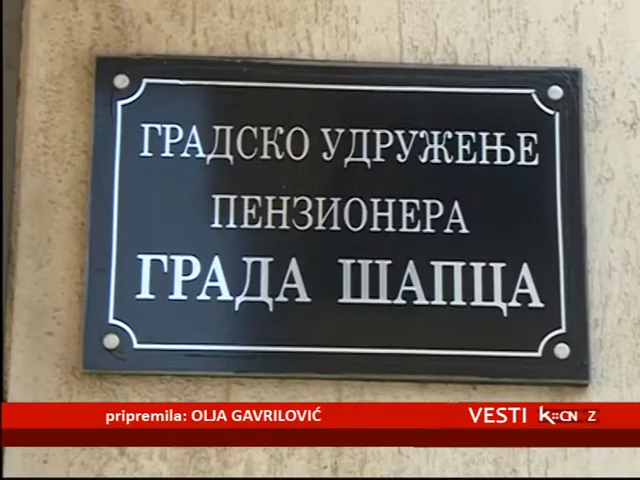 ГРАДСКО УДРУЖЕЊЕ
ПЕНЗИОНЕРА
ГРАДА ШАПЦА
pripremila: OLJA GAVRILOVIĆ
VESTI